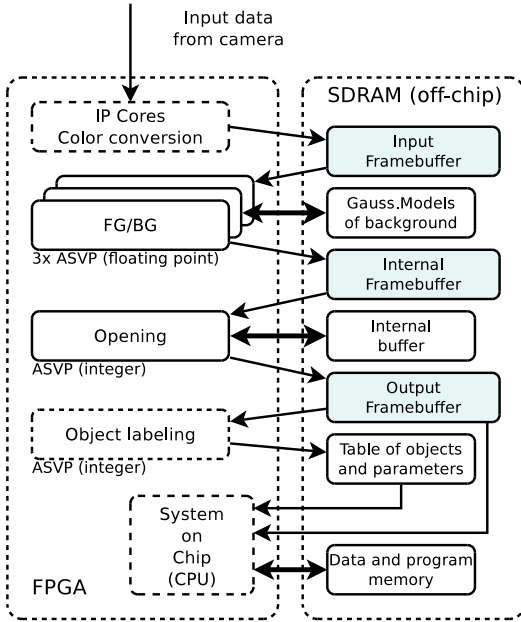 Input data
from camera
SDRAM (off-chip)
IP Cores
Color conversion
Input
Framebuffer
Gauss.Models
of background
FG/BG
3x ASVP (floating point)
Internal
Framebuffer
Opening
ASVP (integer)
Internal
buffer
Output
Framebuffer
Object labeling
ASVP (integer)
Table of objects
and parameters
System
on
Chip
(CPU)
Data and program
memory
FPGA